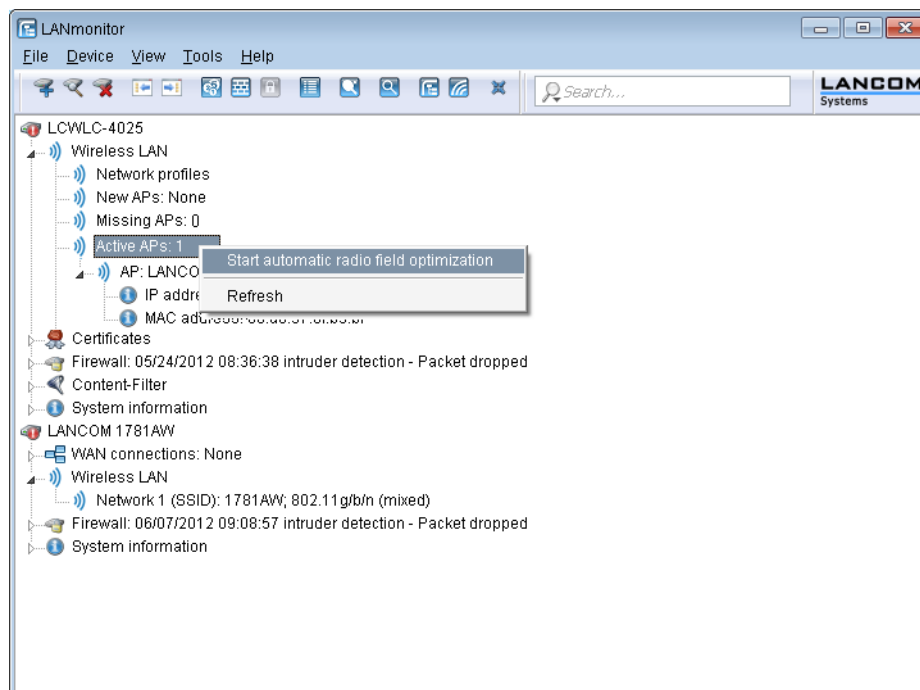 LANmonitor
File Device View Tools Help
Search...
LANCOM
Systems
LCWLC-4025
Wireless LAN
Network profiles
New APs: None
Missing APs: 0
Active APs: 1
Start automatic radio field optimization
AP: LANCO
IP addre
Refresh
MAC
Certificates
Firewall: 05/24/2012 08:36:38 intruder detection - Packet dropped
Content-Filter
System information
LANCOM 1781AW
WAN connections: None
Wireless LAN
Network 1 (SSID): 1781AW; 802.11g/b/n (mixed)
Firewall: 06/07/2012 09:08:57 intruder detection - Packet dropped
System information